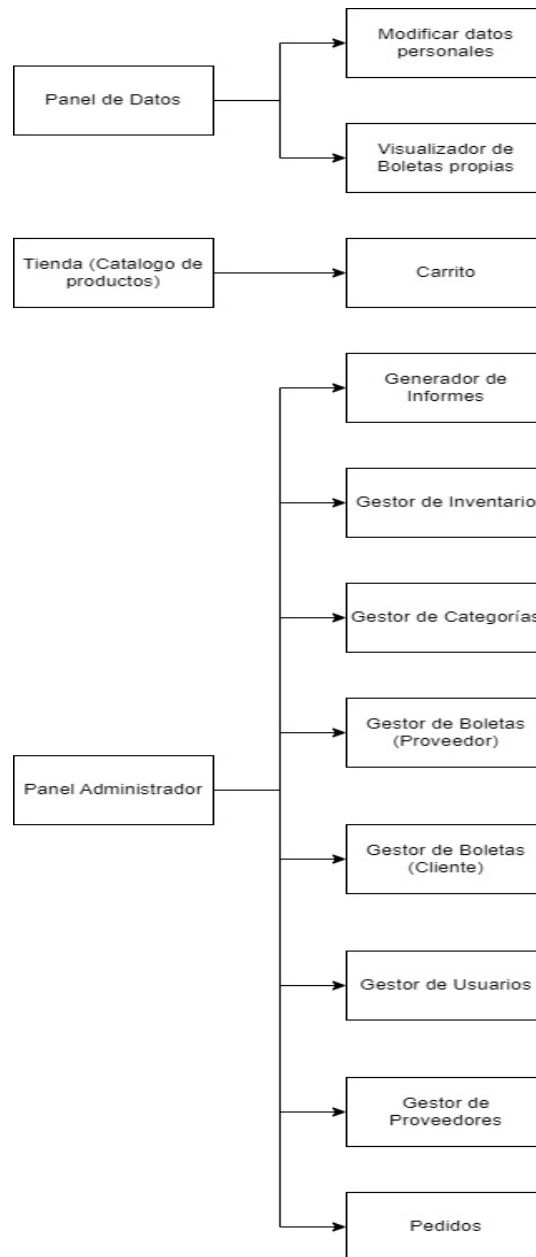 Modificar datos
personales
Panel de Datos
Visualizador de
Boletas propias
Tienda (Catalogo de
productos)
Carrito
Generador de
Informes
Gestor de Inventario
Gestor de Categorías
Gestor de Boletas
(Proveedor)
Panel Administrador
Gestor de Boletas
(Cliente)
Gestor de Usuarios
Gestor de
Proveedores
Pedidos